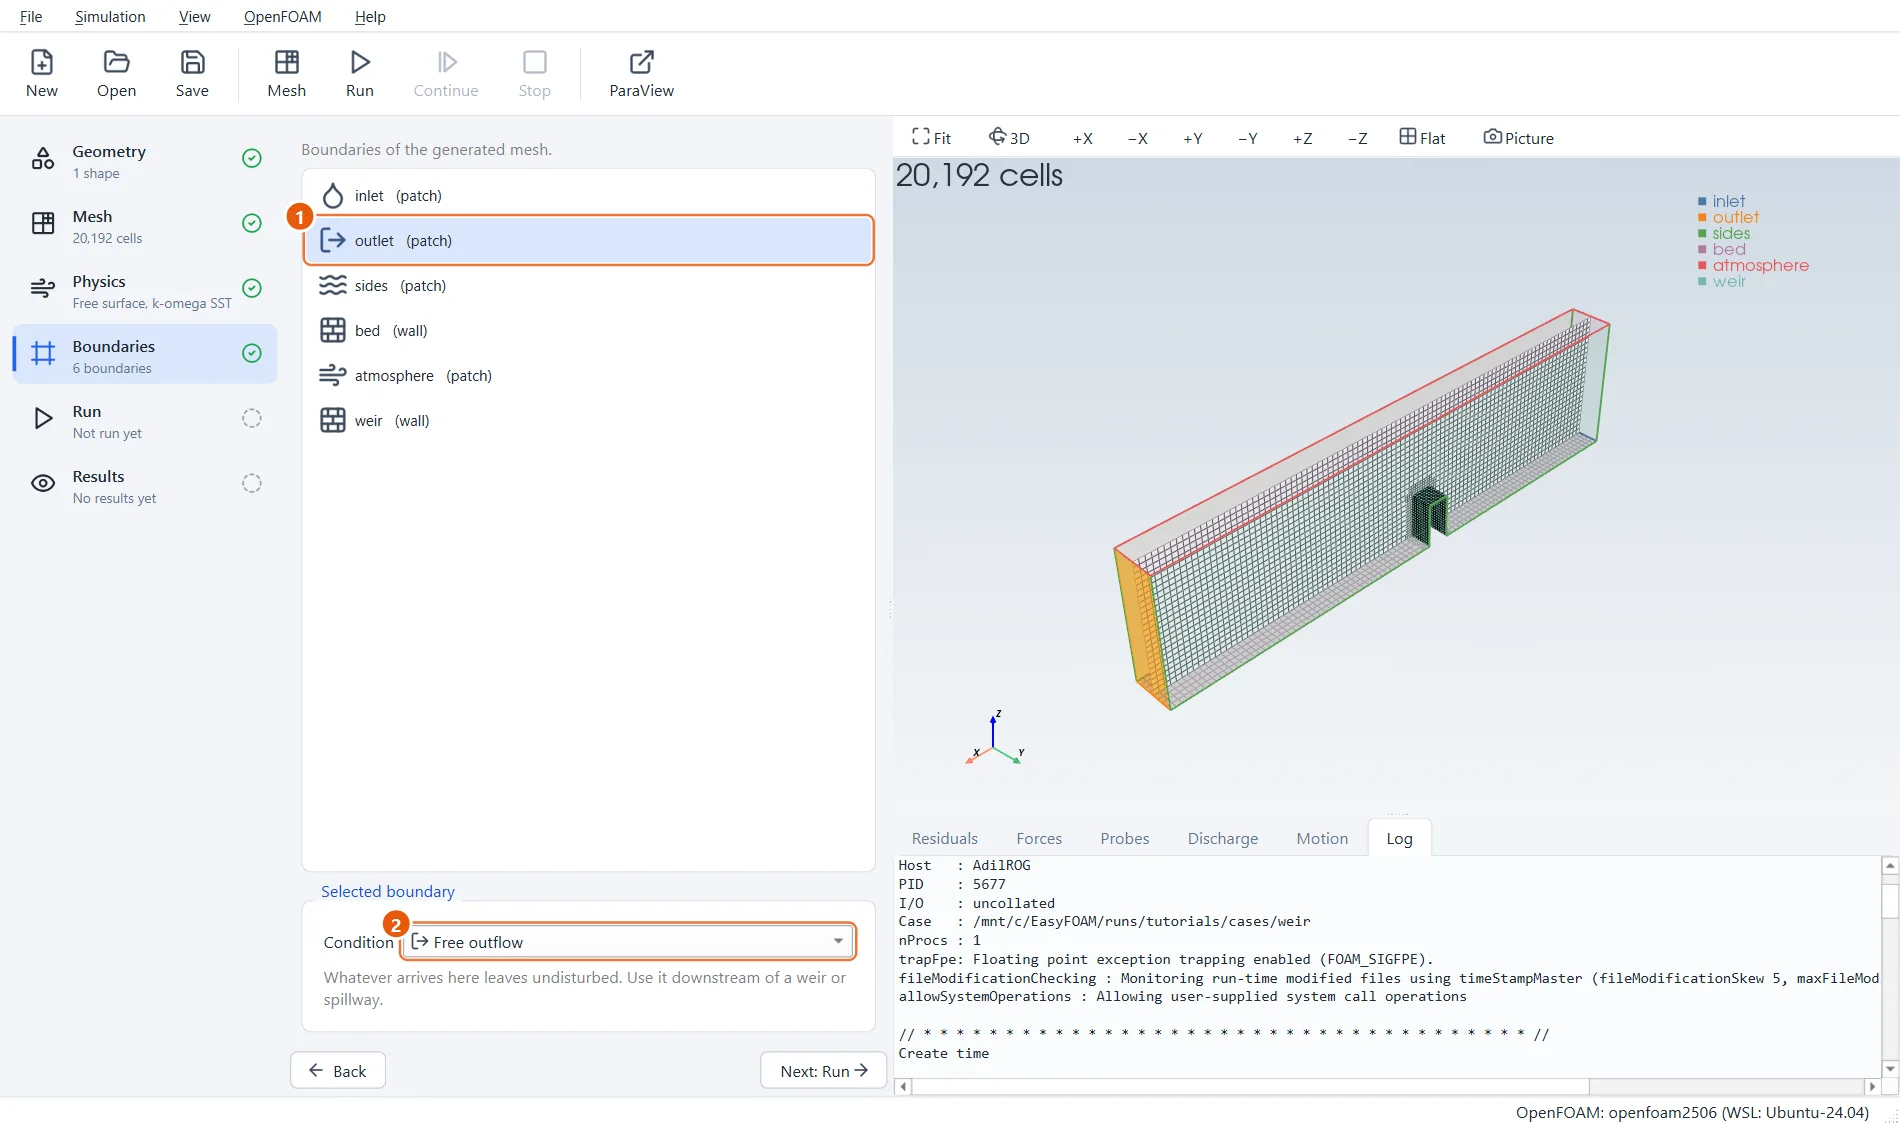 File Simulation View OpenFOAM Help
New Open Save Mesh Run Continue Stop ParaView
Geometry
1 shape
Mesh
20,192 cells
Physics
Free surface, k-omega SST
Boundaries
6 boundaries
Run
Not run yet
Results
No results yet
Boundaries of the generated mesh.
inlet (patch)
1
outlet (patch)
sides (patch)
bed (wall)
atmosphere (patch)
weir (wall)
Selected boundary
2
Condition Free outflow
Whatever arrives here leaves undisturbed. Use it downstream of a weir or
spillway.
Back
Next: Run
Fit 3D +X −X +Y −Y +Z −Z Flat Picture
20,192 cells
inlet
outlet
sides
bed
atmosphere
weir
Z
X
Y
Residuals Forces Probes Discharge Motion Log
Host : AdilROG
PID : 5677
I/O : uncollated
Case : /mnt/c/EasyFOAM/runs/tutorials/cases/weir
nProcs : 1
trapFpe: Floating point exception trapping enabled (FOAM_SIGFPE).
fileModificationChecking : Monitoring run-time modified files using timeStampMaster (fileModificationSkew 5, maxFileMod
allowSystemOperations : Allowing user-supplied system call operations
// * * * * * * * * * * * * * * * * * * * * * * * * * * * * * * * * * * * * * //
Create time
OpenFOAM: openfoam2506 (WSL: Ubuntu-24.04)